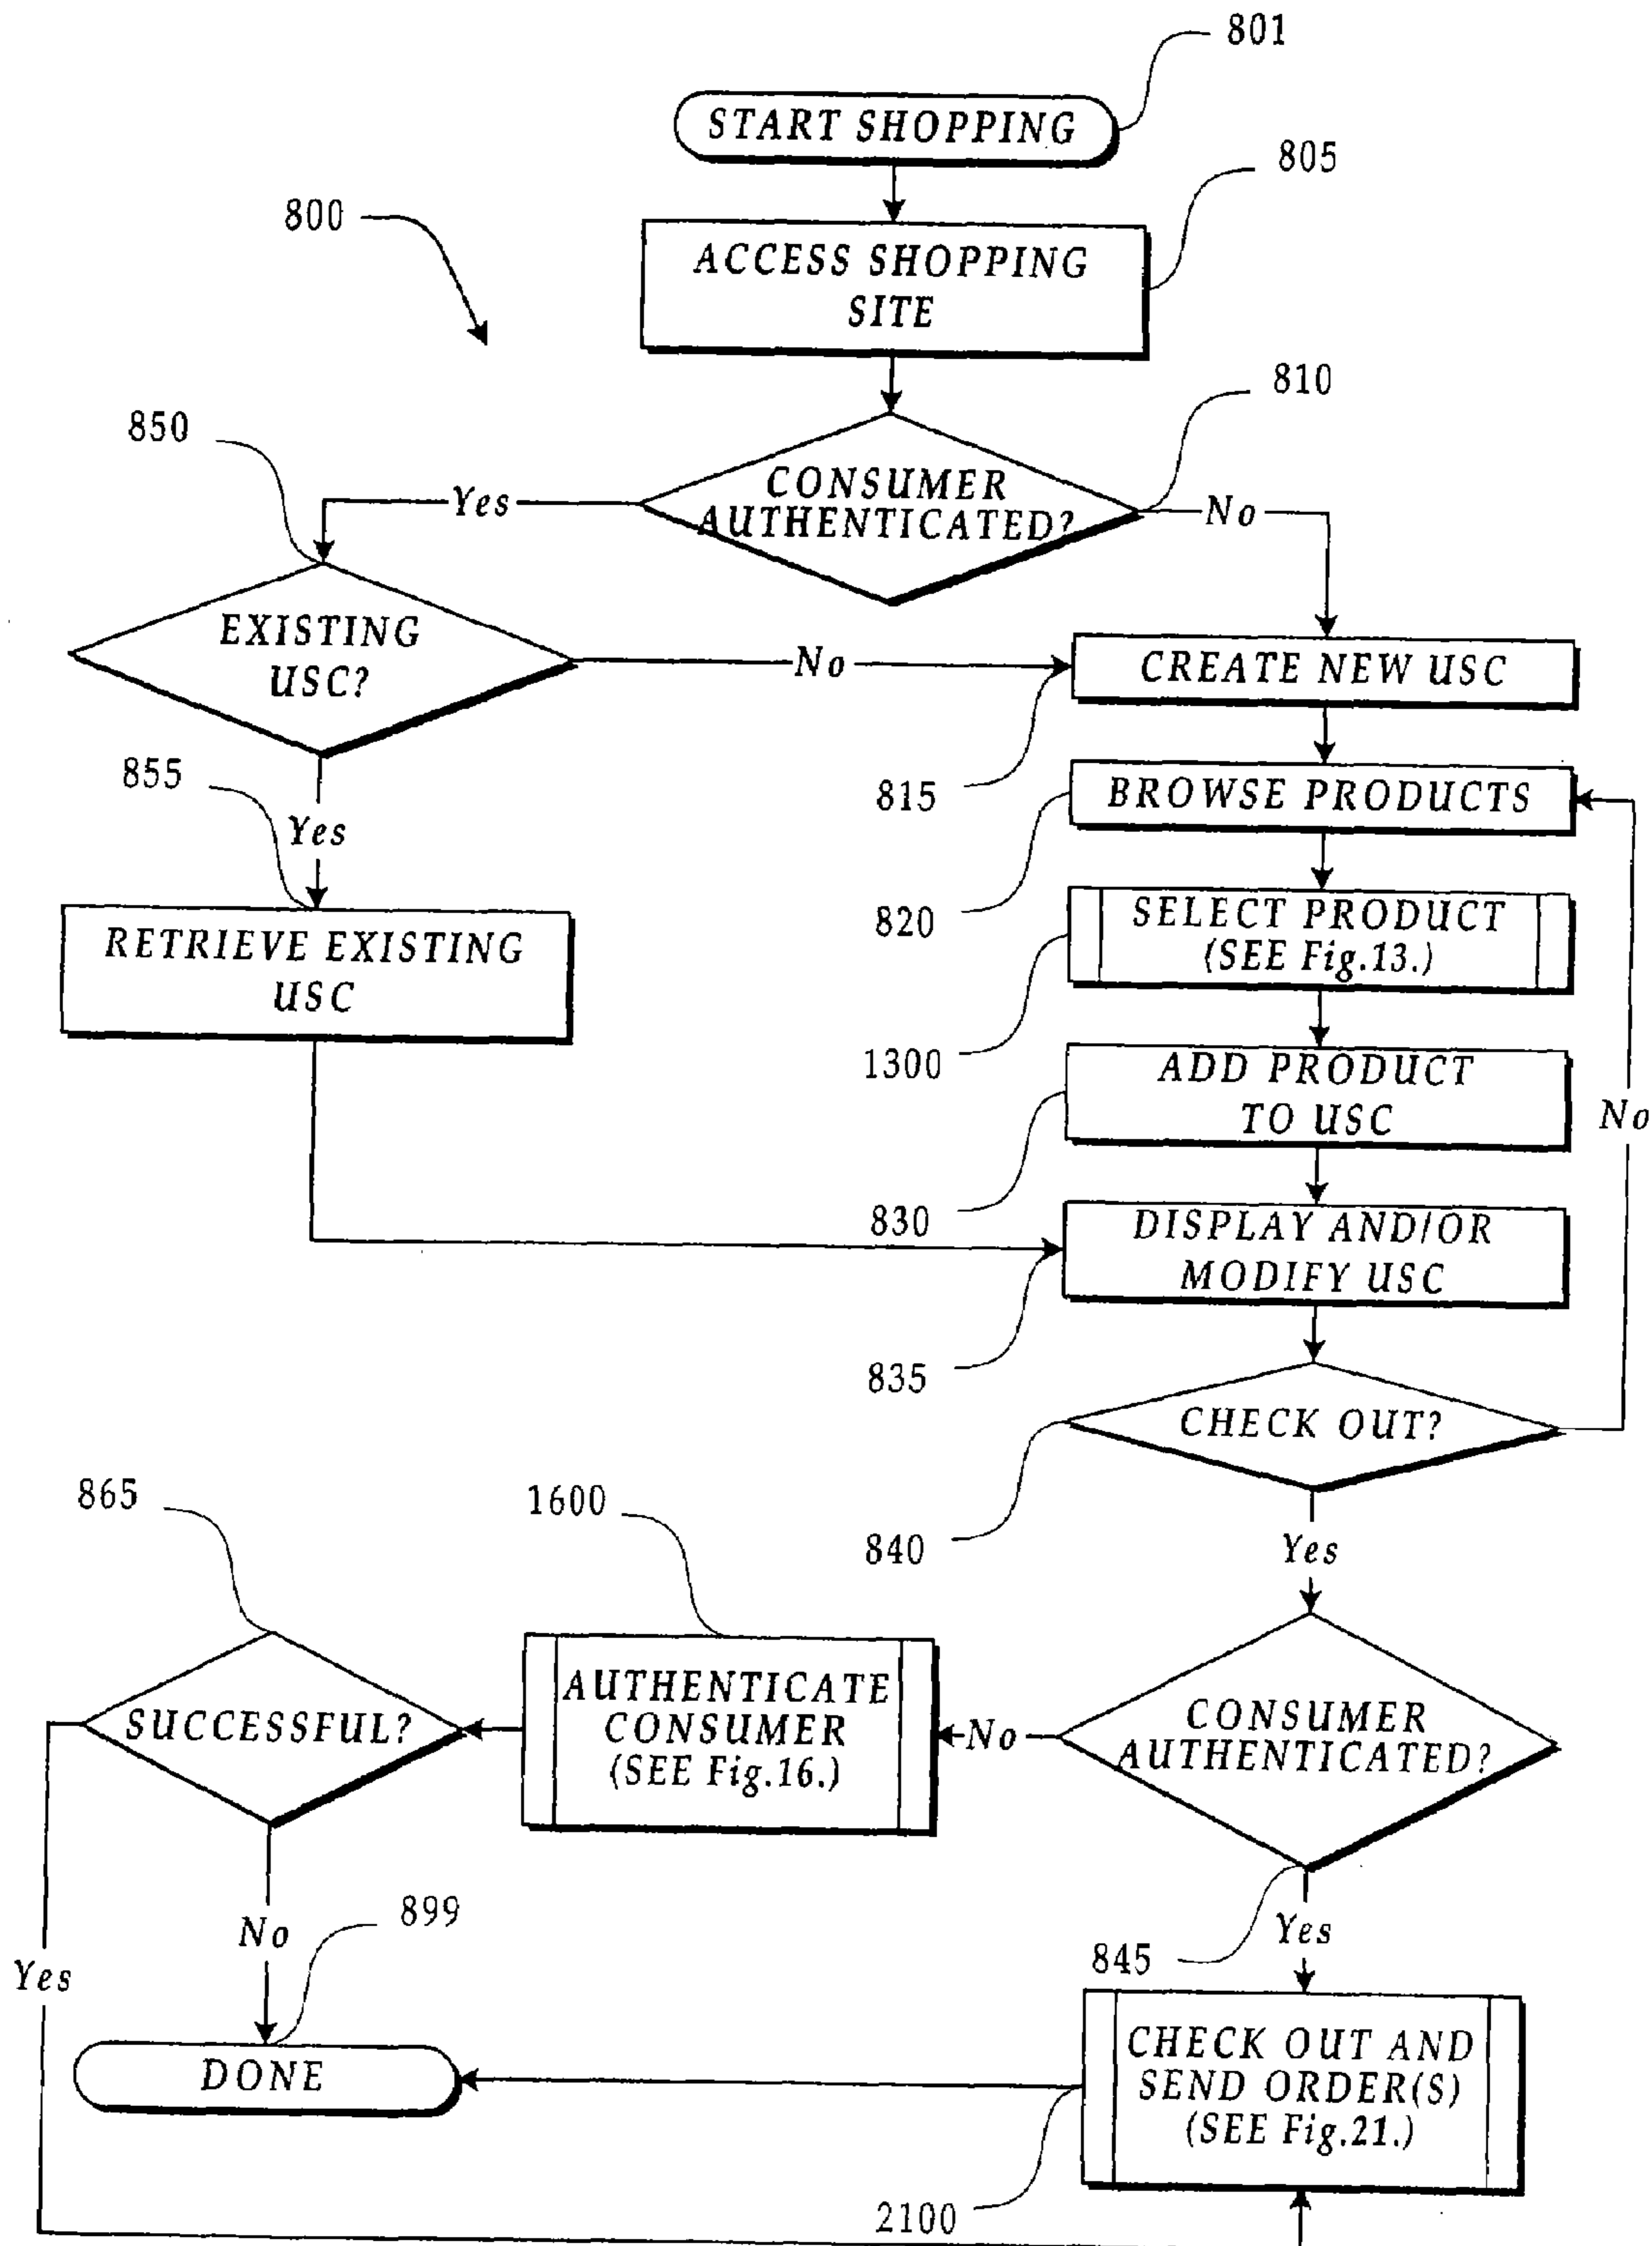 801
START SHOPPING
805
800
ACCESS SHOPPING
SITE
810
850
CONSUMER
AUTHENTICATED?
Yes
No
EXISTING
USC?
No
CREATE NEW USC
855
815
BROWSE PRODUCTS
Yes
820
SELECT PRODUCT
(SEE Fig.13.)
RETRIEVE EXISTING
USC
1300
ADD PRODUCT
TO USC
No
830
DISPLAY AND/OR
MODIFY USC
835
CHECK OUT?
865
1600
840
Yes
AUTHENTICATE
CONSUMER
(SEE Fig.16.)
SUCCESSFUL?
No
CONSUMER
AUTHENTICATED?
899
No
Yes
845
Yes
CHECK OUT AND
SEND ORDER(S)
(SEE Fig.21.)
DONE
2100